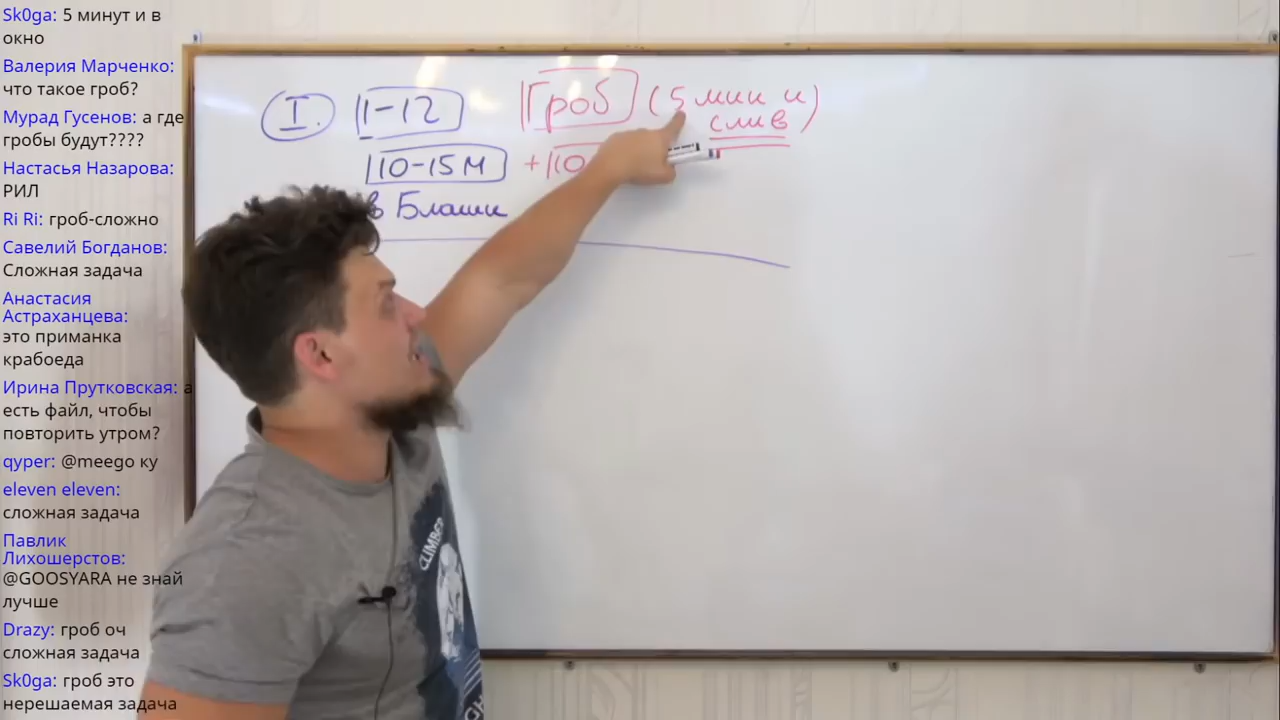 Sk0ga: 5 минут и в
окно
Валерия Марченко:
что такое гроб?
Мурад Гусенов: а где
гробы будут????
Настасья Назарова:
РИЛ
Ri Ri: гроб-сложно
Савелий Богданов:
Сложная задача
Анастасия
Астраханцева:
это приманка
крабоеда
Ирина Прутковская: а
есть файл, чтобы
повторить утром?
qyper: @meego ку
eleven eleven:
сложная задача
Павлик
Лихошерстов:
@GOOSYARA не знай
лучше
Drazy: гроб оч
сложная задача
Sk0ga: гроб это
нерешаемая задача
I. 1-12 Гроб (5 мин и
слив)
10-15 м +10
в Бланки
CLIMBER